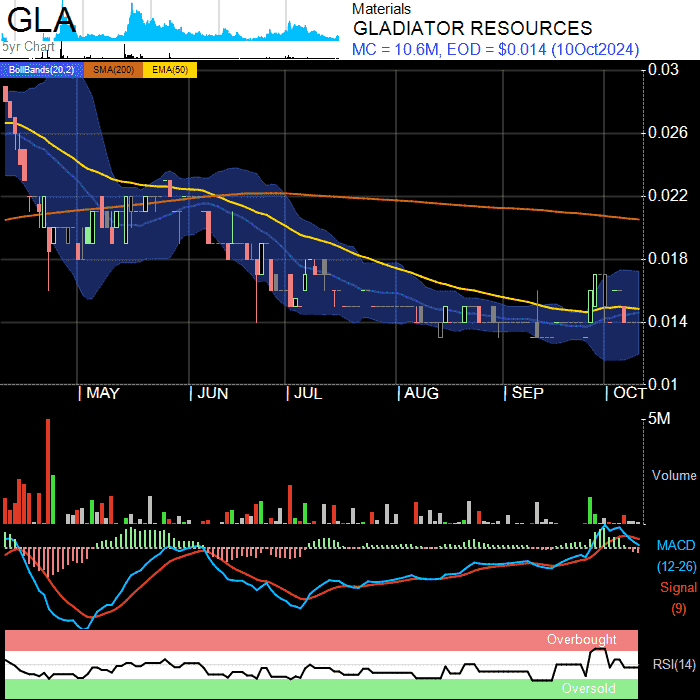 GLA
5yr Chart
Materials
GLADIATOR RESOURCES
MC = 10.6M, EOD = $0.014 (10Oct2024)
BollBands(20,2) SMA(200) EMA(50)
0.03
0.026
0.022
0.018
0.014
0.01
| MAY | JUN | JUL | AUG | SEP | OCT
5M
Volume
MACD
(12-26)
Signal
(9)
Overbought
RSI(14)
Oversold